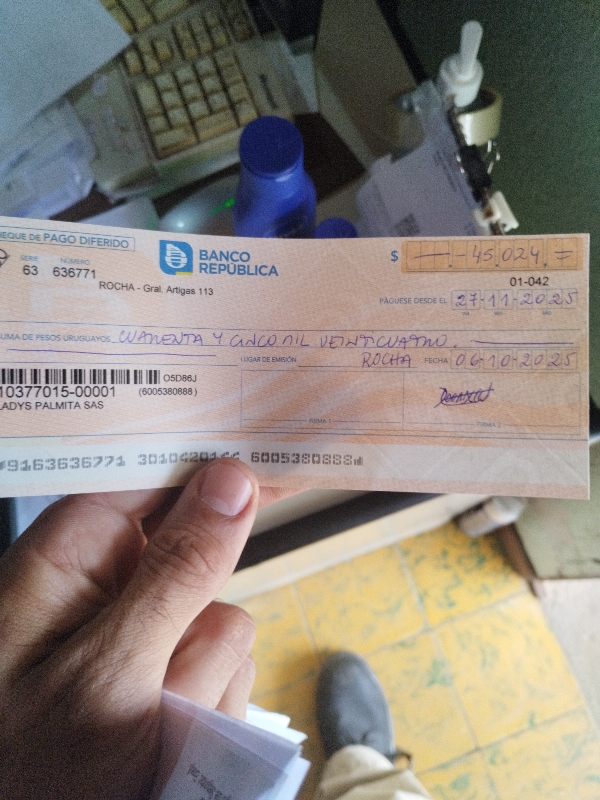 CHEQUE DE PAGO DIFERIDO
SERIE NÚMERO
63 636771
BANCO
REPÚBLICA
ROCHA - Gral. Artigas 113
$ — - 45.024 =
01-042
PÁGUESE DESDE EL 27-11-2025
SUMA DE PESOS URUGUAYOS CUARENTA Y CINCO MIL VEINTICUATRO.
LUGAR DE EMISIÓN ROCHA FECHA 06-10-2025
O5D86J
10377015-00001 (6005380888)
LADYS PALMITA SAS
FIRMA 1 FIRMA 2
9163636771 6005380888